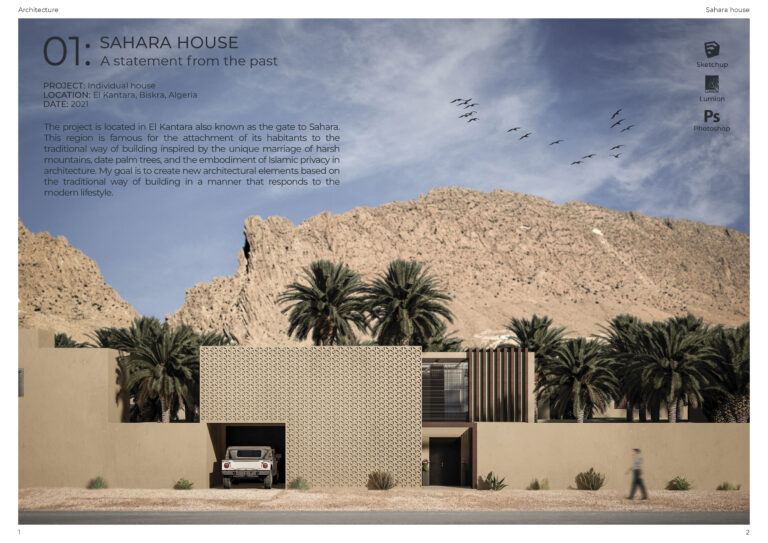 Architecture
Sahara house
01: SAHARA HOUSE
A statement from the past
PROJECT: Individual house
LOCATION: El Kantara, Biskra, Algeria
DATE: 2021
The project is located in El Kantara also known as the gate to Sahara.
This region is famous for the attachment of its habitants to the
traditional way of building inspired by the unique marriage of harsh
mountains, date palm trees, and the embodiment of Islamic privacy in
architecture. My goal is to create new architectural elements based on
the traditional way of building in a manner that responds to the
modern lifestyle.
Sketchup
Lumion
Ps
Photoshop
1
2